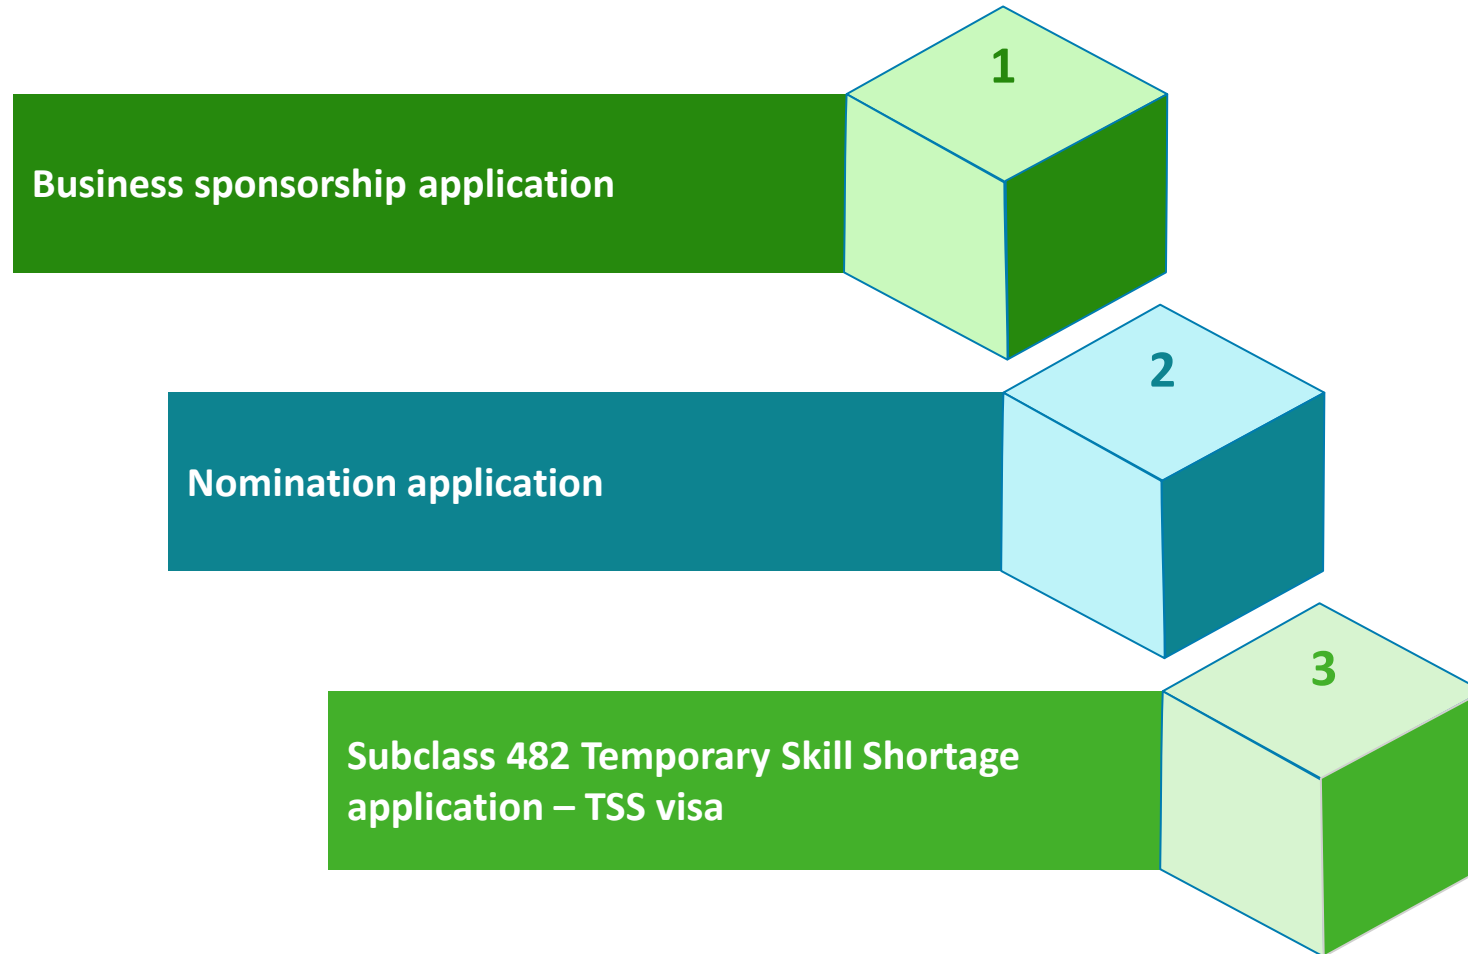 1
Business sponsorship application
2
Nomination application
3
Subclass 482 Temporary Skill Shortage
application – TSS visa